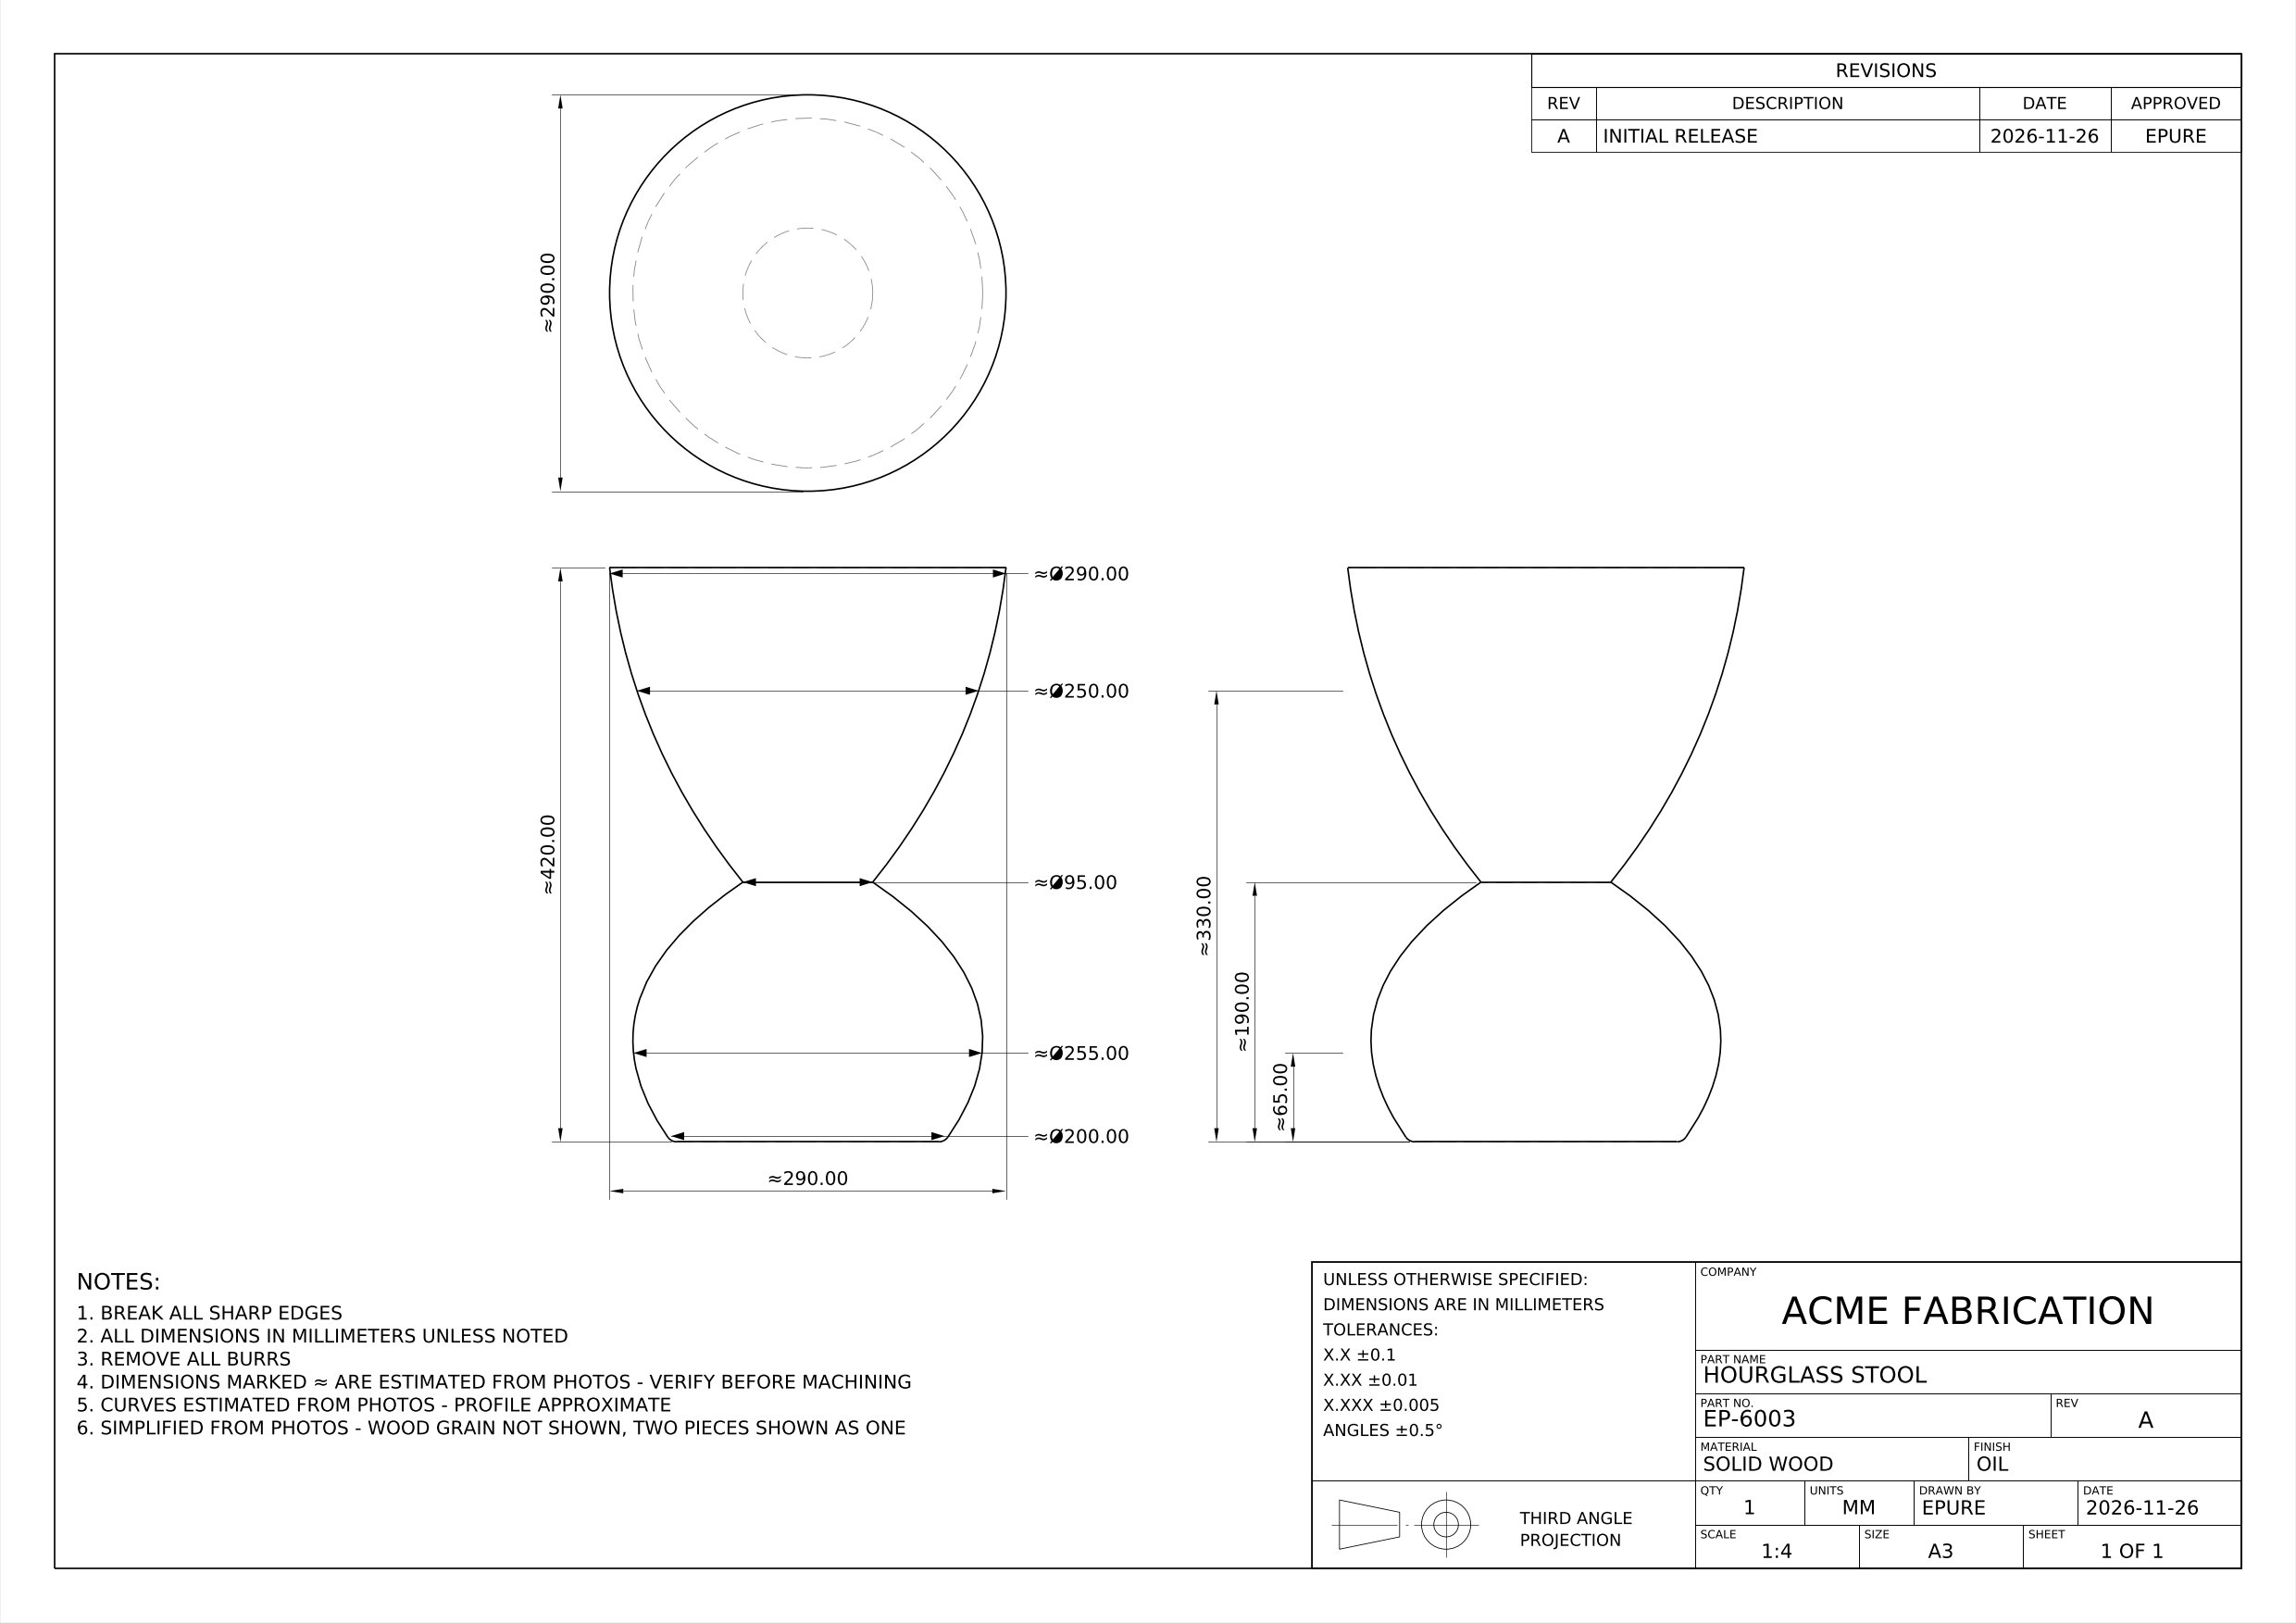 REVISIONS
REV DESCRIPTION DATE APPROVED
A INITIAL RELEASE 2026-11-26 EPURE
≈290.00
≈Ø290.00
≈Ø250.00
≈420.00
≈Ø95.00
≈Ø255.00
≈Ø200.00
≈290.00
≈330.00
≈190.00
≈65.00
NOTES:
1. BREAK ALL SHARP EDGES
2. ALL DIMENSIONS IN MILLIMETERS UNLESS NOTED
3. REMOVE ALL BURRS
4. DIMENSIONS MARKED ≈ ARE ESTIMATED FROM PHOTOS - VERIFY BEFORE MACHINING
5. CURVES ESTIMATED FROM PHOTOS - PROFILE APPROXIMATE
6. SIMPLIFIED FROM PHOTOS - WOOD GRAIN NOT SHOWN, TWO PIECES SHOWN AS ONE
UNLESS OTHERWISE SPECIFIED:
DIMENSIONS ARE IN MILLIMETERS
TOLERANCES:
X.X ±0.1
X.XX ±0.01
X.XXX ±0.005
ANGLES ±0.5°
THIRD ANGLE
PROJECTION
COMPANY
ACME FABRICATION
PART NAME
HOURGLASS STOOL
PART NO. REV
EP-6003 A
MATERIAL FINISH
SOLID WOOD OIL
QTY UNITS DRAWN BY DATE
1 MM EPURE 2026-11-26
SCALE SIZE SHEET
1:4 A3 1 OF 1